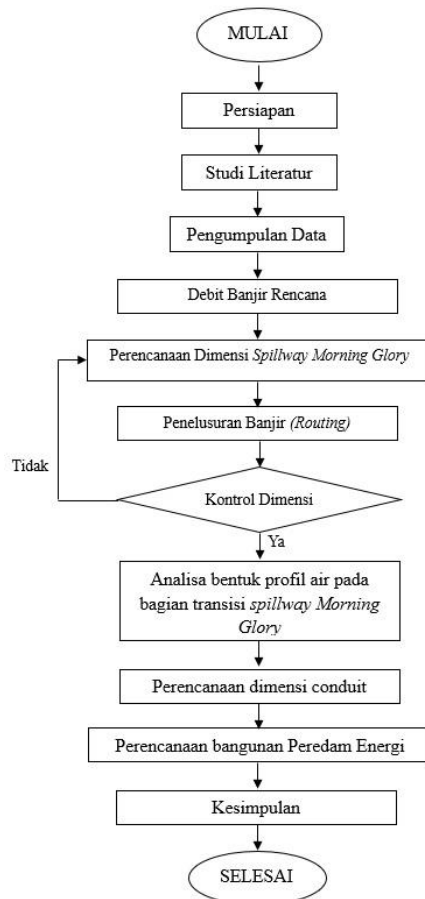 MULAI
Persiapan
Studi Literatur
Pengumpulan Data
Debit Banjir Rencana
Perencanaan Dimensi Spillway Morning Glory
Penelusuran Banjir (Routing)
Tidak
Kontrol Dimensi
Ya
Analisa bentuk profil air pada
bagian transisi spillway Morning
Glory
Perencanaan dimensi conduit
Perencanaan bangunan Peredam Energi
Kesimpulan
SELESAI